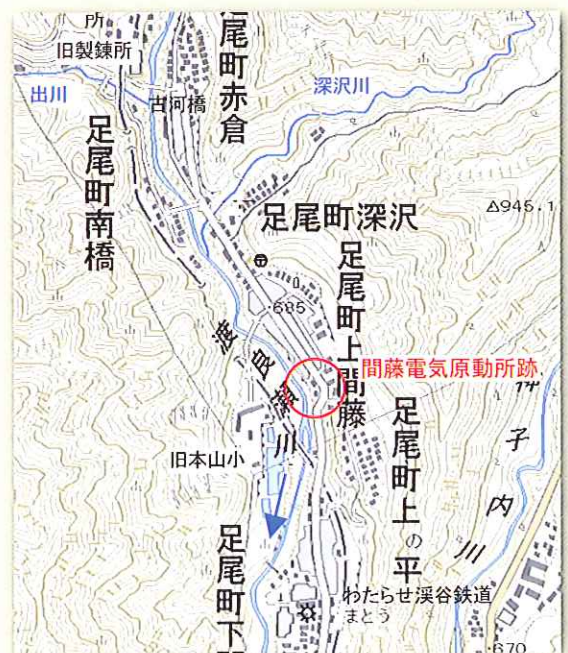 所
旧製錬所
足尾町赤倉
出川
古河橋
深沢川
足尾町南橋
足尾町深沢
△945.1
足尾町上間藤
・685
渡良瀬川
間藤電気原動所跡
神子内川
足尾町上の平
旧本山小
足尾町下間
わたらせ渓谷鉄道
まとう
・670